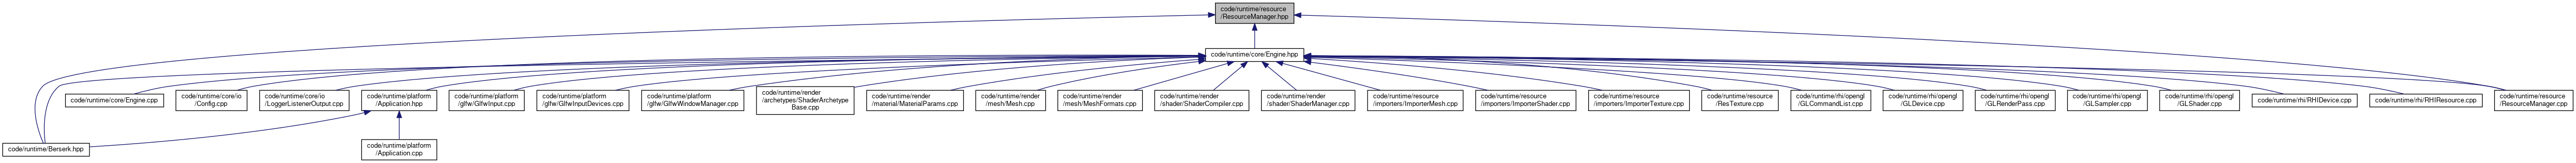 code/runtime/resource
/ResourceManager.hpp
code/runtime/core/Engine.hpp
code/runtime/core/Engine.cpp
code/runtime/core/io
/Config.cpp
code/runtime/core/io
/LoggerListenerOutput.cpp
code/runtime/platform
/Application.hpp
code/runtime/platform
/glfw/GlfwInput.cpp
code/runtime/platform
/glfw/GlfwInputDevices.cpp
code/runtime/platform
/glfw/GlfwWindowManager.cpp
code/runtime/render
/archetypes/ShaderArchetype
Base.cpp
code/runtime/render
/material/MaterialParams.cpp
code/runtime/render
/mesh/Mesh.cpp
code/runtime/render
/mesh/MeshFormats.cpp
code/runtime/render
/shader/ShaderCompiler.cpp
code/runtime/render
/shader/ShaderManager.cpp
code/runtime/resource
/importers/ImporterMesh.cpp
code/runtime/resource
/importers/ImporterShader.cpp
code/runtime/resource
/importers/ImporterTexture.cpp
code/runtime/resource
/ResTexture.cpp
code/runtime/rhi/opengl
/GLCommandList.cpp
code/runtime/rhi/opengl
/GLDevice.cpp
code/runtime/rhi/opengl
/GLRenderPass.cpp
code/runtime/rhi/opengl
/GLSampler.cpp
code/runtime/rhi/opengl
/GLShader.cpp
code/runtime/rhi/RHIDevice.cpp
code/runtime/rhi/RHIResource.cpp
code/runtime/resource
/ResourceManager.cpp
code/runtime/Berserk.hpp
code/runtime/platform
/Application.cpp